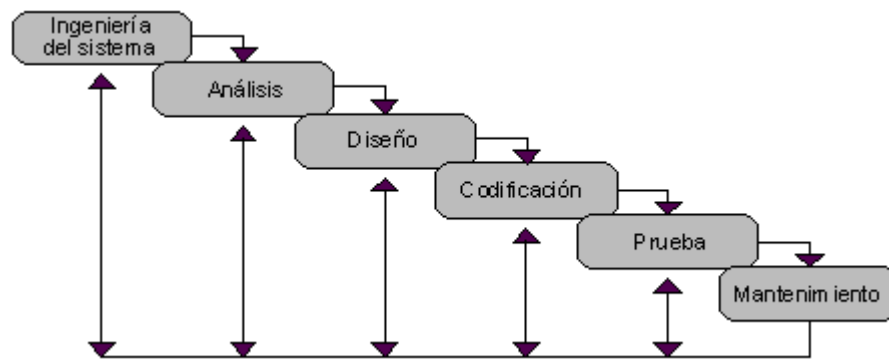 Ingeniería
del sistema
Análisis
Diseño
Codificación
Prueba
Mantenimiento